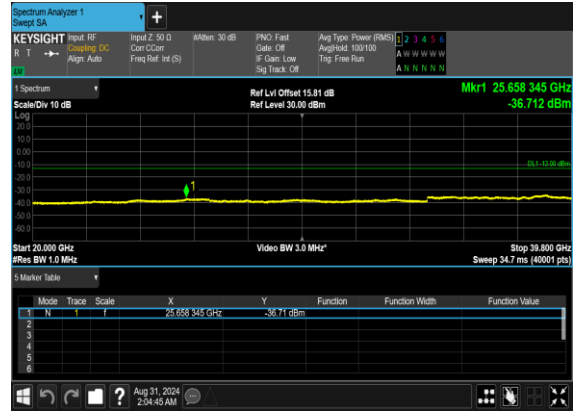 Spectrum Analyzer 1
Swept SA
+
KEYSIGHT Input: RF Input Z: 50 Ω #Atten: 30 dB PNO: Fast Avg Type: Power (RMS) 1 2 3 4 5 6
R T Coupling: DC Corr CCorr Gate: Off Avg|Hold: 100/100 A W W W W W
Align: Auto Freq Ref: Int (S) IF Gain: Low Trig: Free Run
Sig Track: Off A N N N N N
1 Spectrum Ref Lvl Offset 15.81 dB Mkr1 25.658 345 GHz
Scale/Div 10 dB Ref Level 30.00 dBm -36.712 dBm
Log
20.0
10.0
0.00
-10.0
DL1 -13.00 dBm
-20.0
1
-30.0
-40.0
-50.0
-60.0
Start 20.000 GHz Video BW 3.0 MHz* Stop 39.800 GHz
#Res BW 1.0 MHz Sweep 34.7 ms (40001 pts)
5 Marker Table
Mode Trace Scale X Y Function Function Width Function Value
1 N 1 f 25.658 345 GHz -36.71 dBm
2
3
4
5
6
? Aug 31, 2024
2:04:45 AM